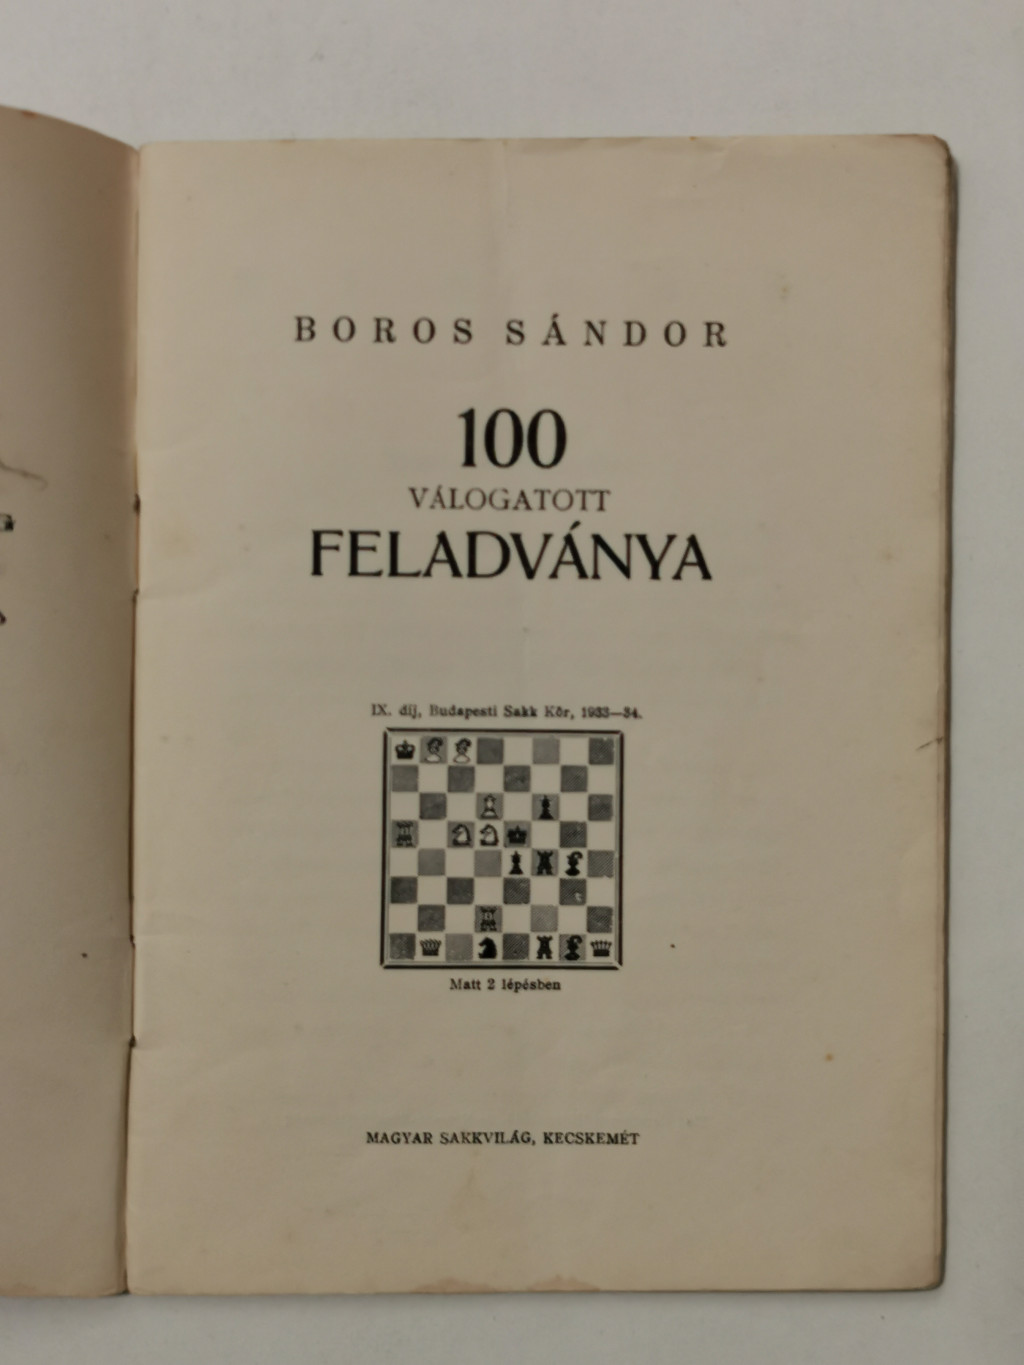 BOROS SÁNDOR
100
VÁLOGATOTT
FELADVÁNYA
IX. díj, Budapesti Sakk Kör, 1933—34.
Matt 2 lépésben
MAGYAR SAKKVILÁG, KECSKEMÉT